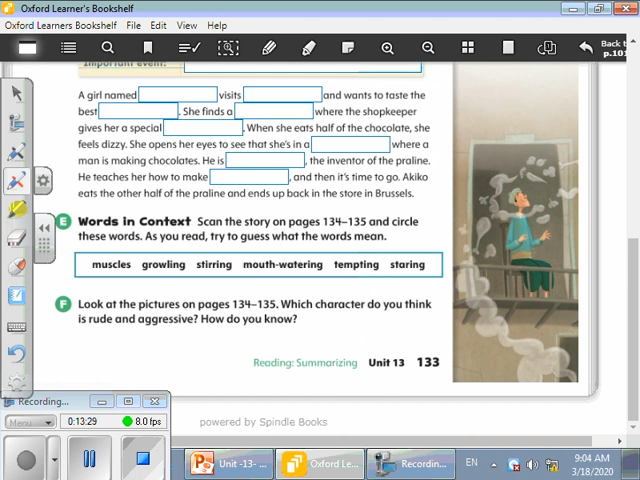 Oxford Learner's Bookshelf
Oxford Learners Bookshelf File Edit View Window Help
Back t
p.101
Important event:
A girl named visits and wants to taste the
best . She finds a where the shopkeeper
gives her a special . When she eats half of the chocolate, she
feels dizzy. She opens her eyes to see that she's in a where a
man is making chocolates. He is , the inventor of the praline.
He teaches her how to make , and then it's time to go. Akiko
eats the other half of the praline and ends up back in the store in Brussels.
E Words in Context Scan the story on pages 134–135 and circle
these words. As you read, try to guess what the words mean.
muscles growling stirring mouth-watering tempting staring
F Look at the pictures on pages 134–135. Which character do you think
is rude and aggressive? How do you know?
Reading: Summarizing Unit 13 133
powered by Spindle Books
Recording...
Menu 0:13:29 8.0 fps
Unit -13- ... Oxford Le... Recordin... EN 9:04 AM
3/18/2020